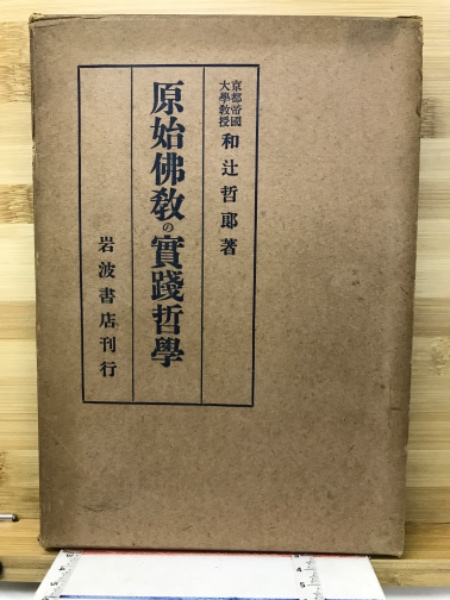 京都帝國
大學教授
和辻哲郎著
原始佛教の實踐哲學
岩波書店刊行